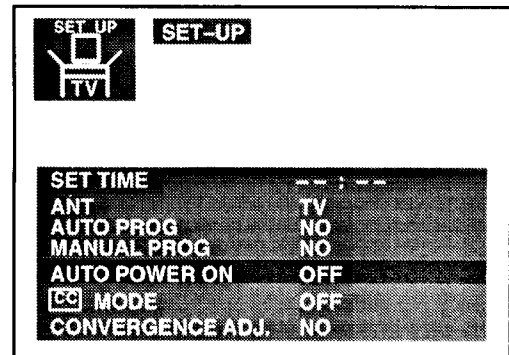 SET UP
TV
SET-UP
SET TIME -- : --
ANT TV
AUTO PROG NO
MANUAL PROG NO
AUTO POWER ON OFF
CC MODE OFF
CONVERGENCE ADJ. NO